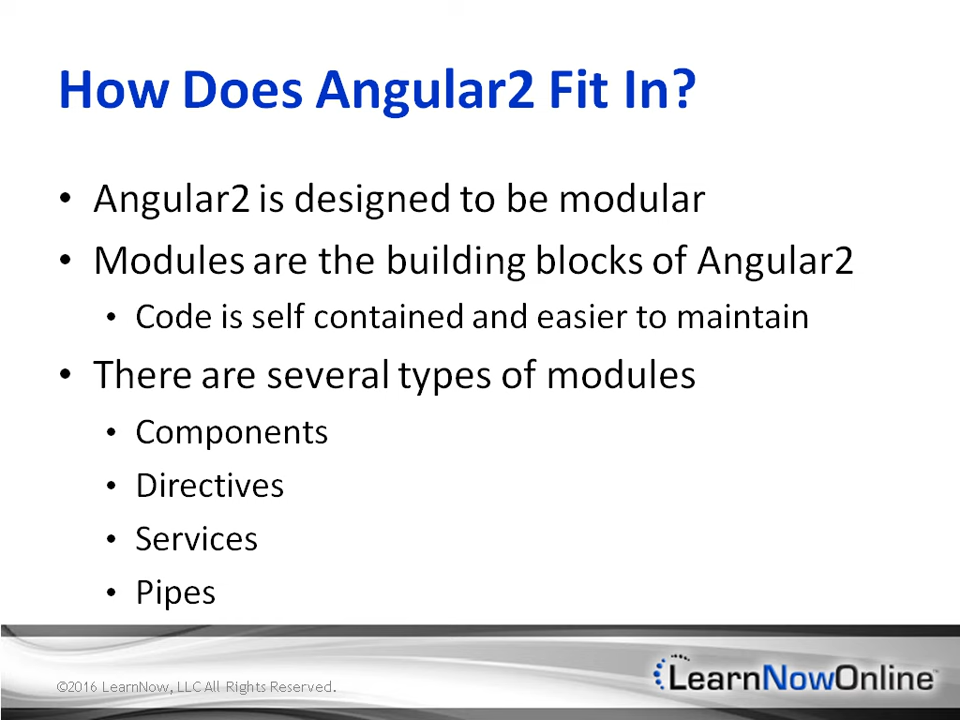 How Does Angular2 Fit In?
• Angular2 is designed to be modular
• Modules are the building blocks of Angular2
• Code is self contained and easier to maintain
• There are several types of modules
• Components
• Directives
• Services
• Pipes
©2016 LearnNow, LLC All Rights Reserved.
LearnNowOnline™